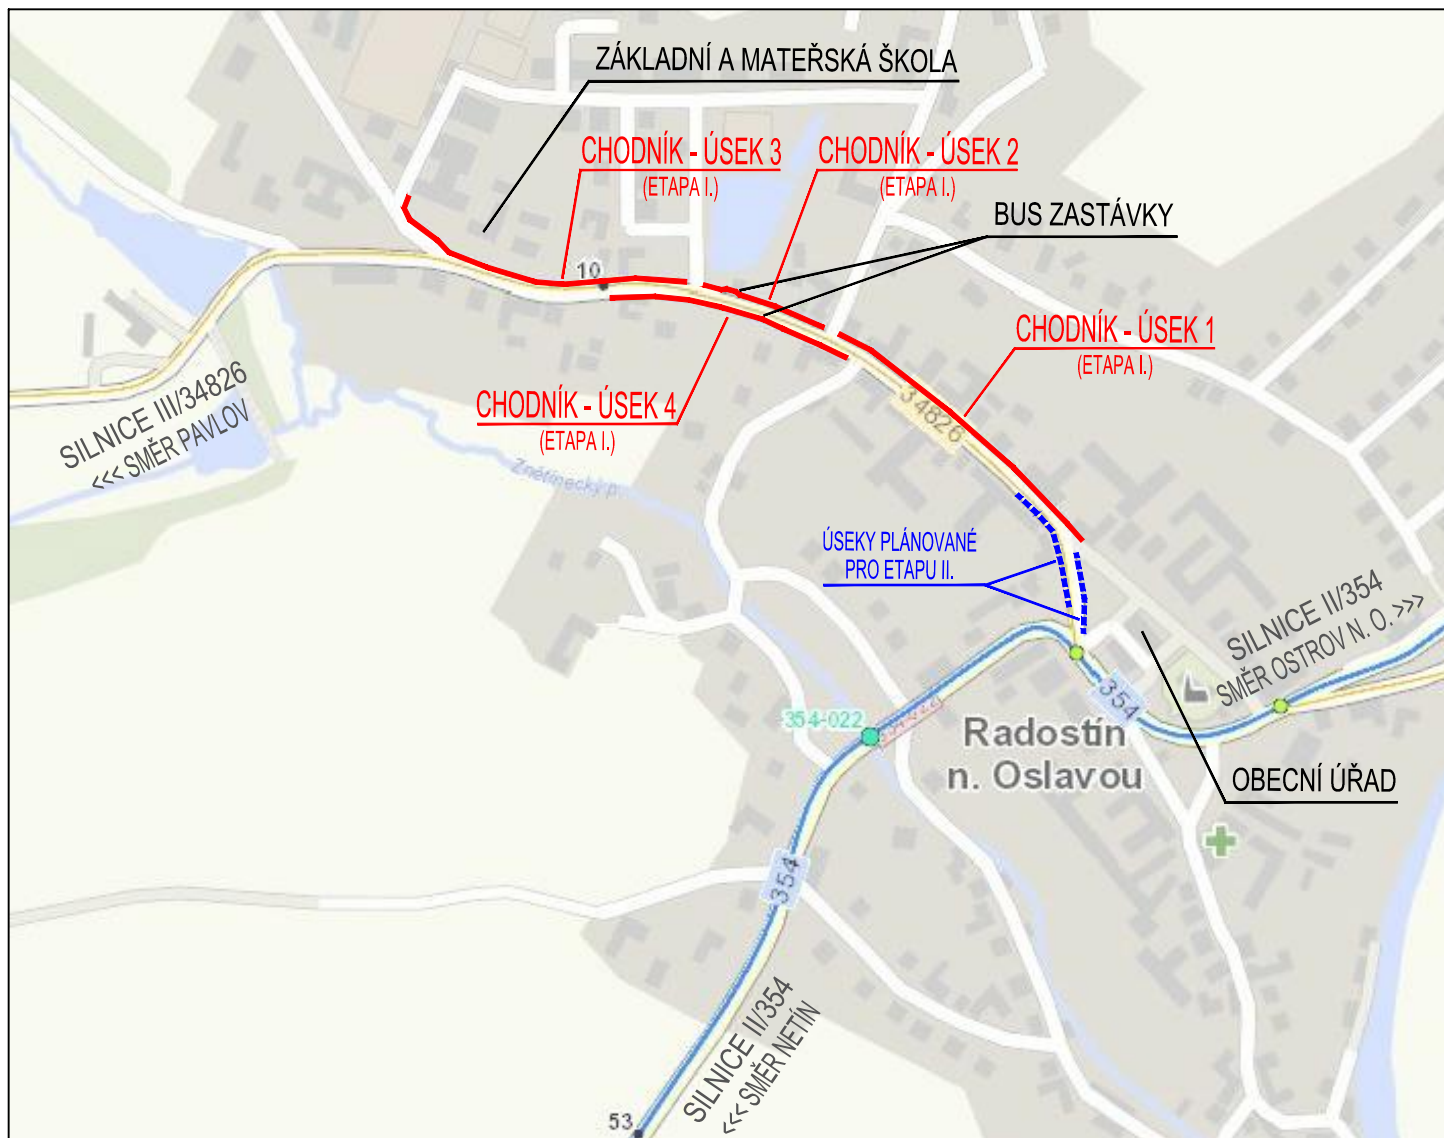 ZÁKLADNÍ A MATEŘSKÁ ŠKOLA
CHODNÍK - ÚSEK 3
(ETAPA I.)
CHODNÍK - ÚSEK 2
(ETAPA I.)
BUS ZASTÁVKY
10
CHODNÍK - ÚSEK 1
(ETAPA I.)
SILNICE III/34826
<<< SMĚR PAVLOV
CHODNÍK - ÚSEK 4
(ETAPA I.)
34826
Znětínecký p.
ÚSEKY PLÁNOVANÉ
PRO ETAPU II.
SILNICE II/354
SMĚR OSTROV N. O. >>>
354
354-022
Radostín
n. Oslavou
OBECNÍ ÚŘAD
354
SILNICE II/354
<<< SMĚR NETÍN
53